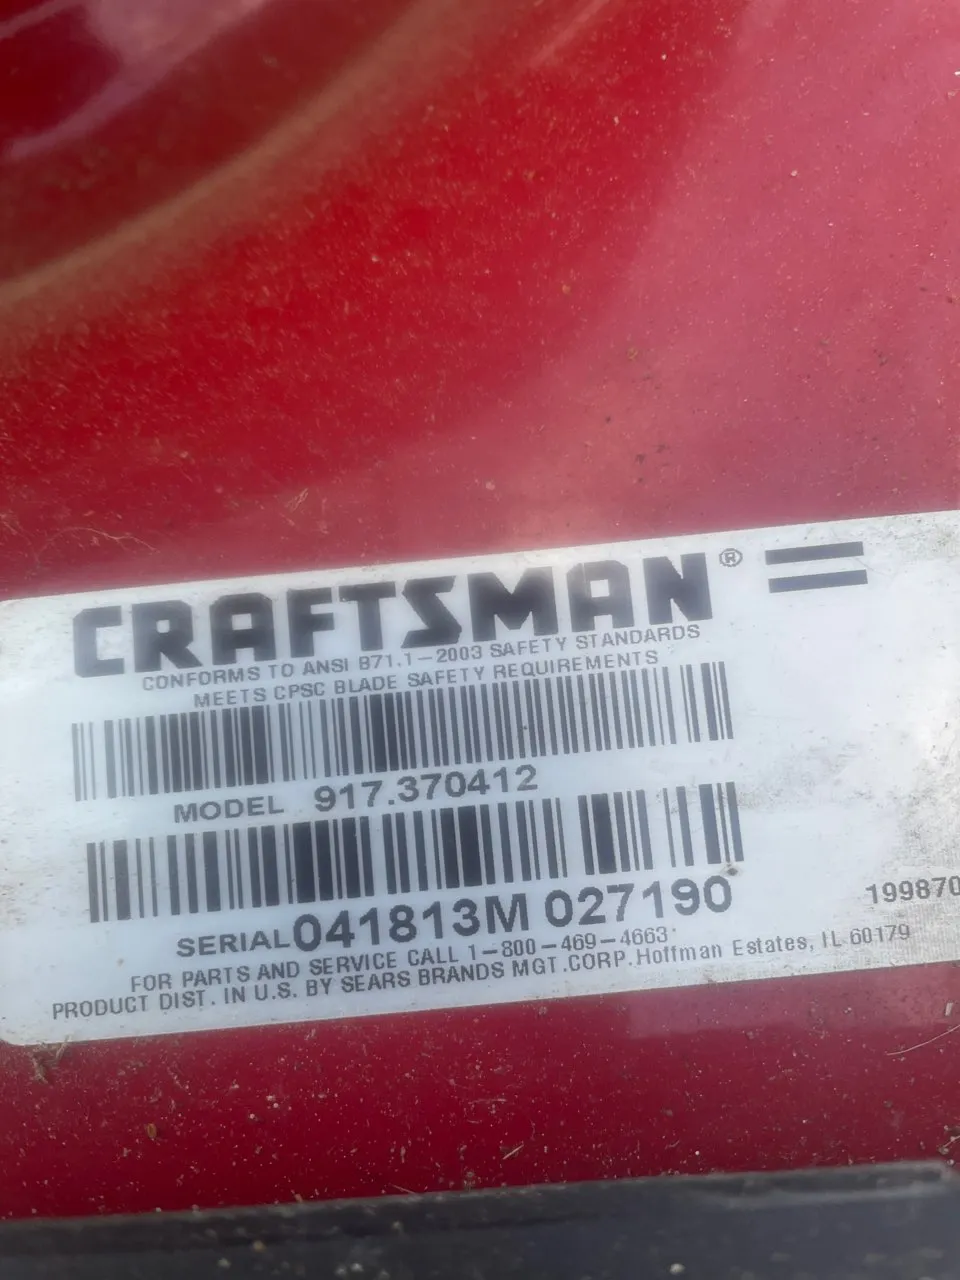 CRAFTSMAN®
CONFORMS TO ANSI B71.1-2003 SAFETY STANDARDS
MEETS CPSC BLADE SAFETY REQUIREMENTS
MODEL 917.370412
SERIAL 041813M 027190
199870
FOR PARTS AND SERVICE CALL 1-800-469-4663
PRODUCT DIST. IN U.S. BY SEARS BRANDS MGT.CORP. Hoffman Estates, IL 60179